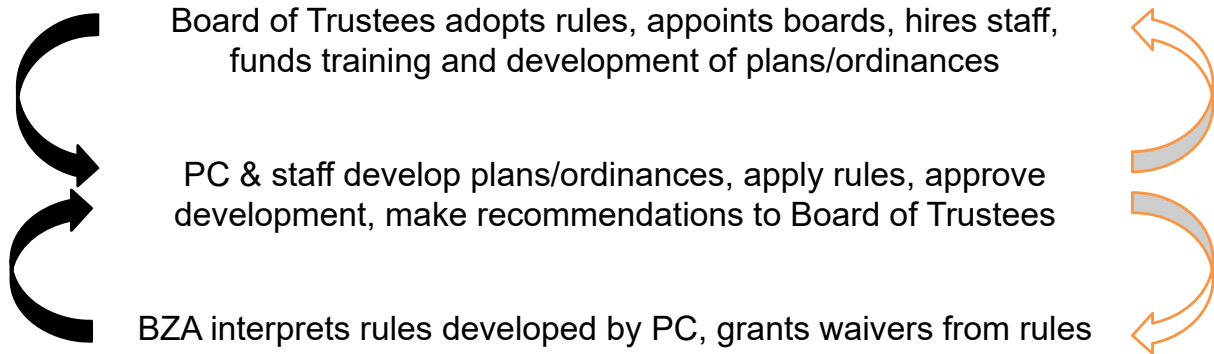 Board of Trustees adopts rules, appoints boards, hires staff,
funds training and development of plans/ordinances
PC & staff develop plans/ordinances, apply rules, approve
development, make recommendations to Board of Trustees
BZA interprets rules developed by PC, grants waivers from rules